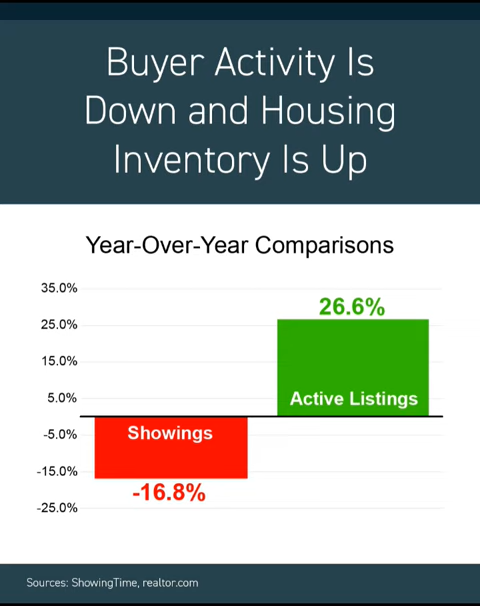 Buyer Activity Is
Down and Housing
Inventory Is Up
Year-Over-Year Comparisons
35.0%
26.6%
25.0%
15.0%
5.0%
Active Listings
-5.0%
Showings
-15.0%
-16.8%
-25.0%
Sources: ShowingTime, realtor.com